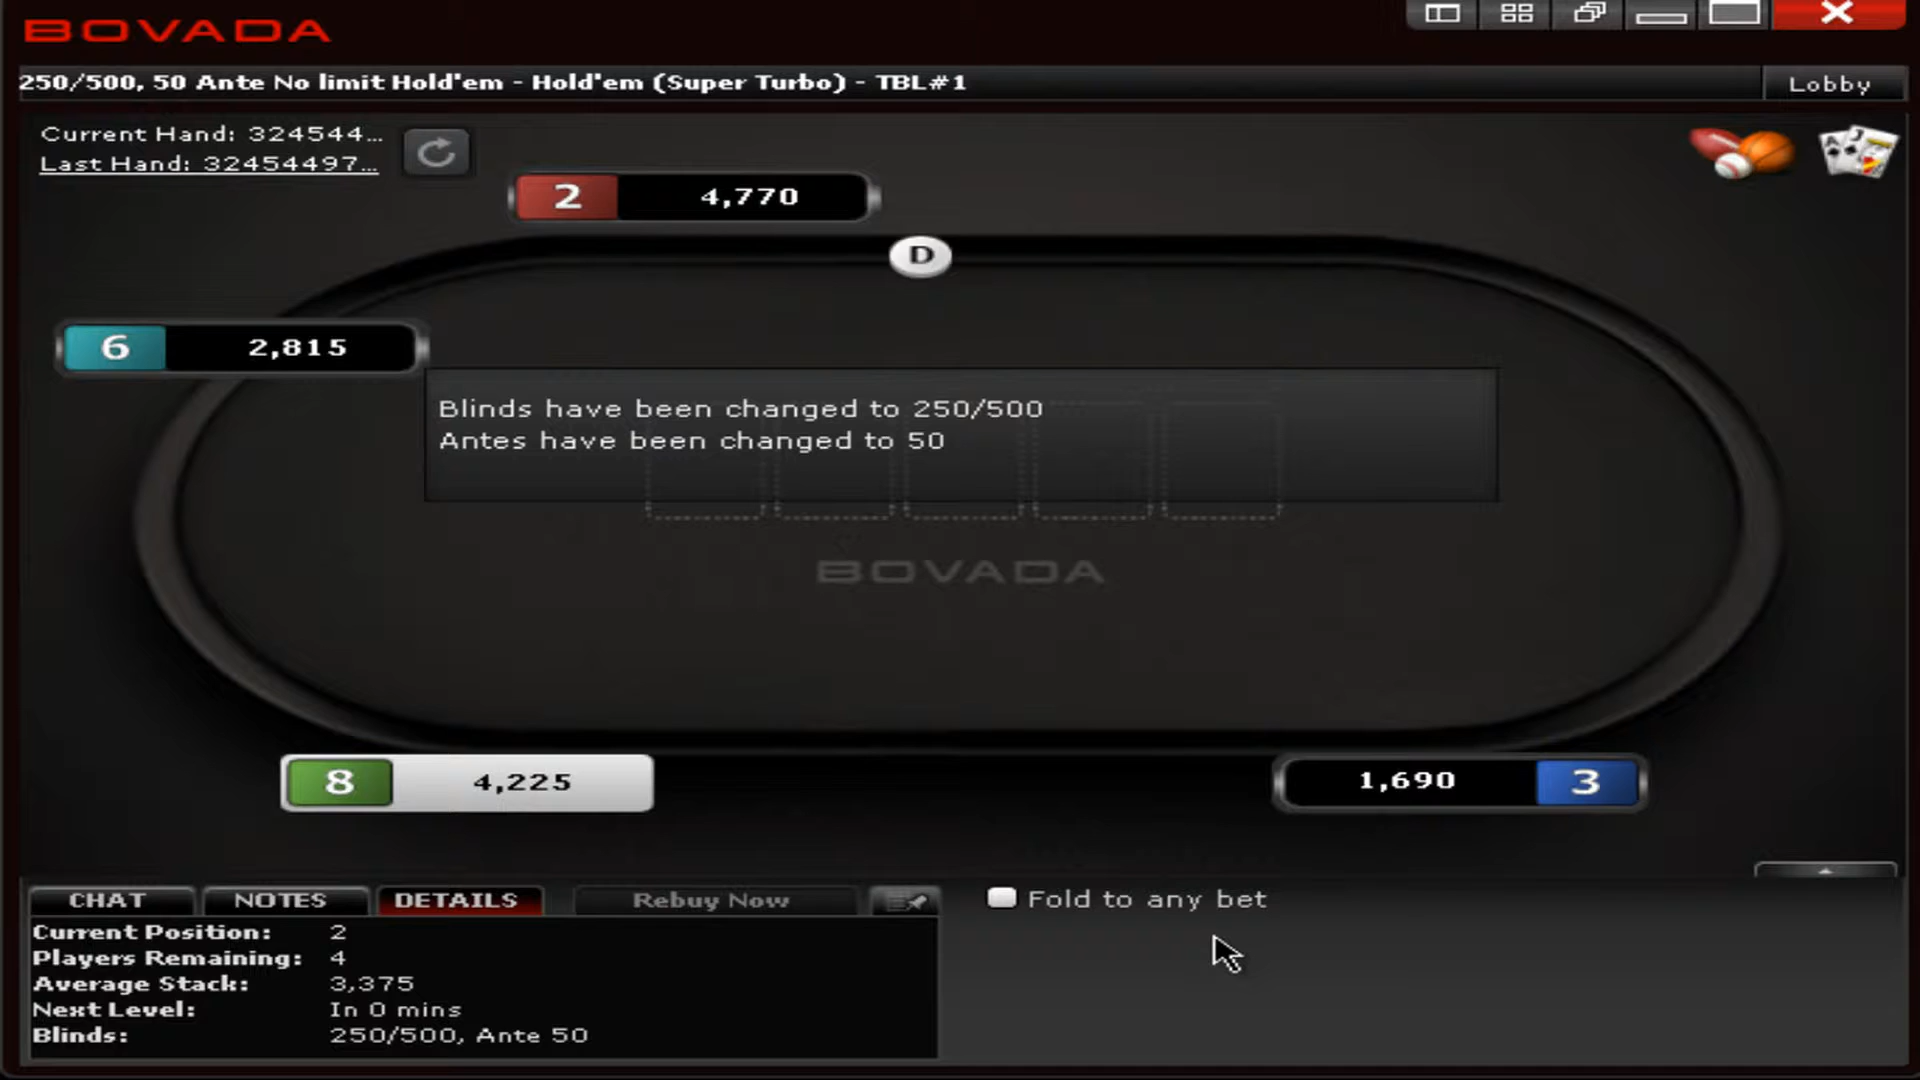 BOVADA
250/500, 50 Ante No limit Hold'em - Hold'em (Super Turbo) - TBL#1
Lobby
Current Hand: 324544...
Last Hand: 32454497...
2 4,770
D
6 2,815
Blinds have been changed to 250/500
Antes have been changed to 50
BOVADA
8 4,225
1,690 3
CHAT NOTES DETAILS Rebuy Now
Fold to any bet
Current Position: 2
Players Remaining: 4
Average Stack: 3,375
Next Level: In 0 mins
Blinds: 250/500, Ante 50